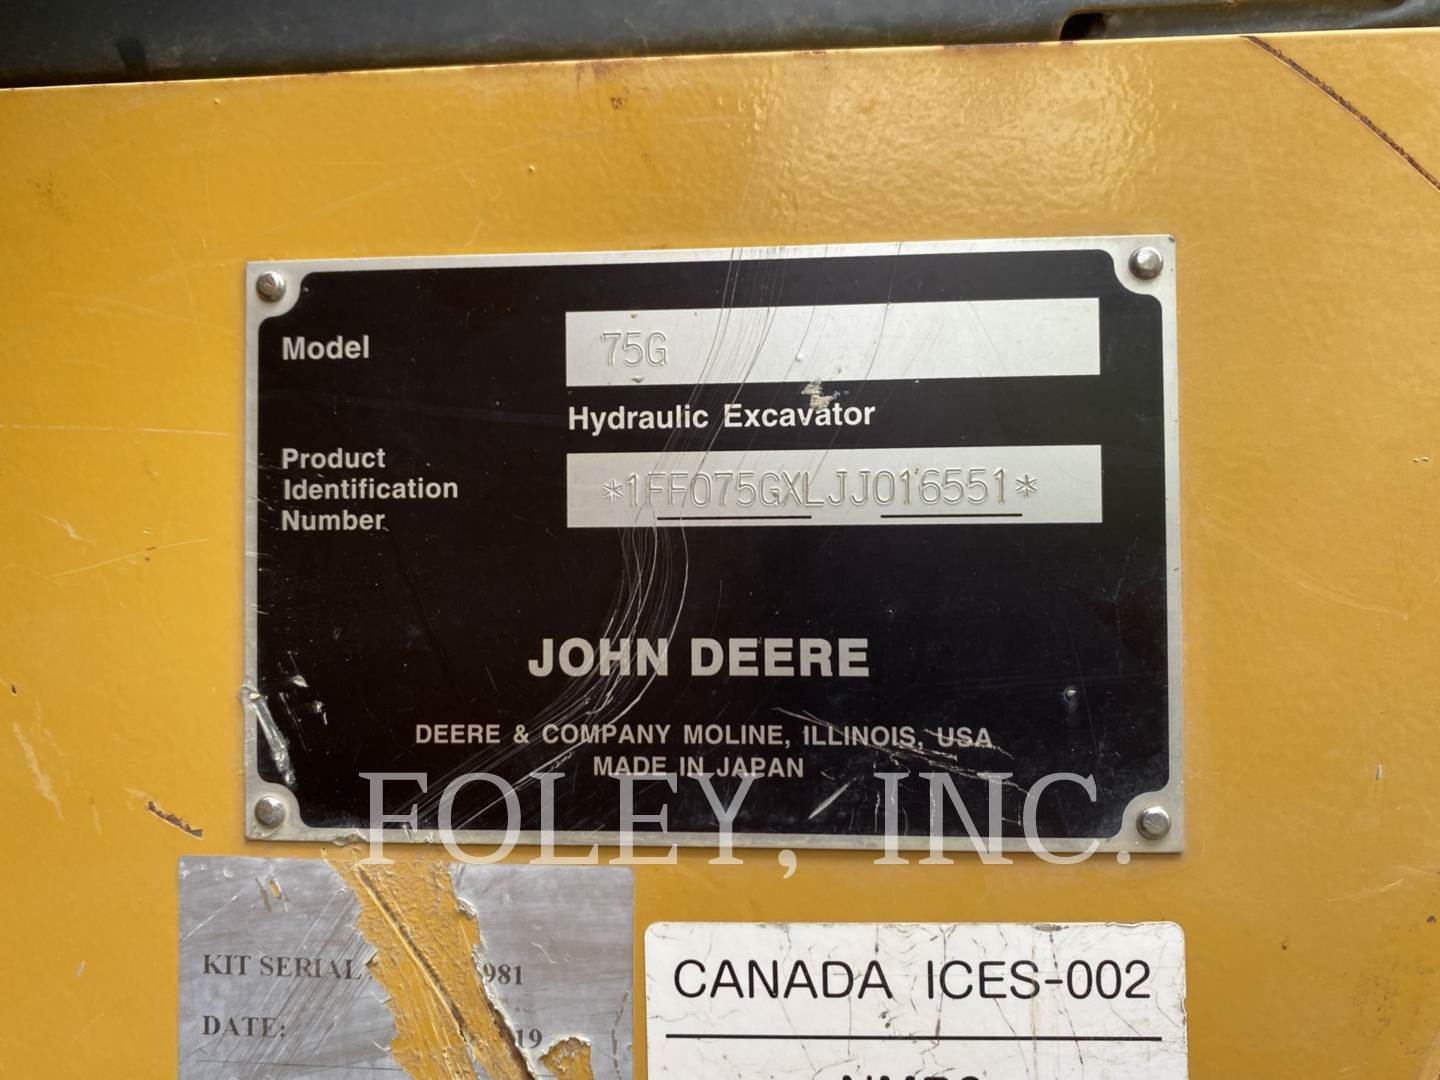 Model 75G
Hydraulic Excavator
Product
Identification
Number
*1FF075GXLJJ016551*
JOHN DEERE
DEERE & COMPANY MOLINE, ILLINOIS, USA
MADE IN JAPAN
FOLEY, INC.
KIT SERIAL 981
DATE: 19
CANADA ICES-002